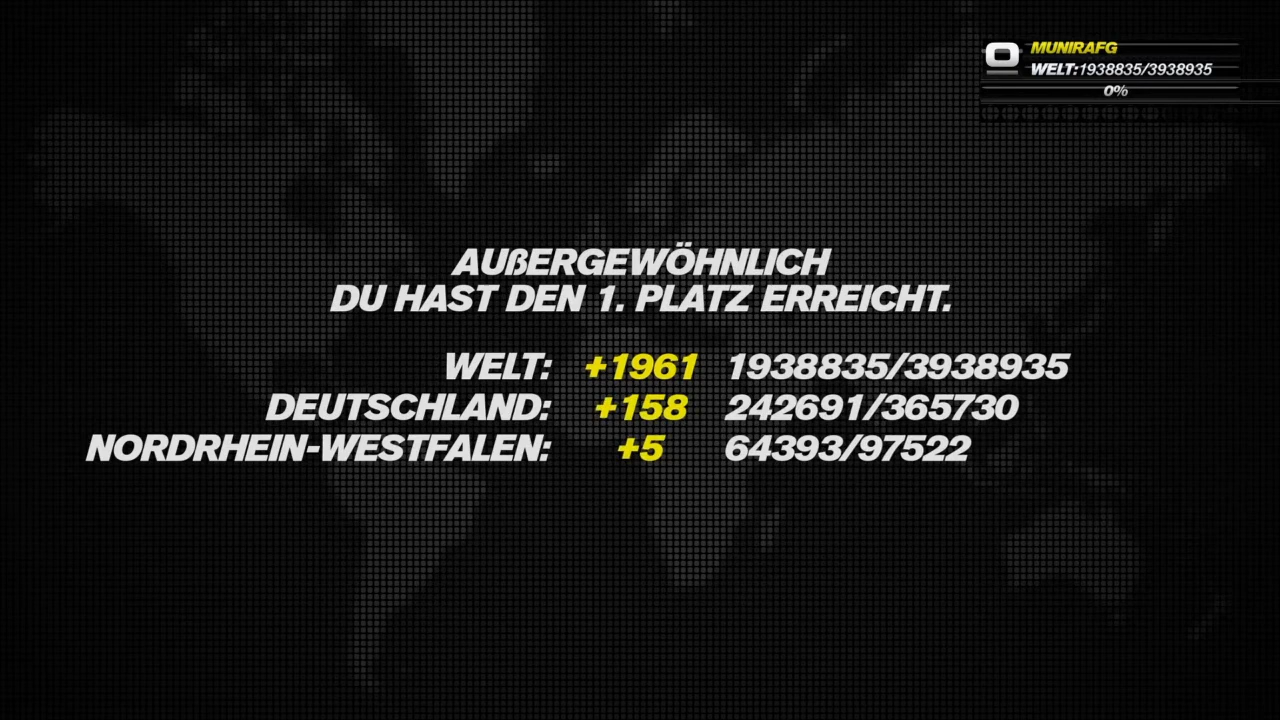 MUNIRAFG
WELT:1938835/3938935
0%
AUßERGEWÖHNLICH
DU HAST DEN 1. PLATZ ERREICHT.
WELT: +1961 1938835/3938935
DEUTSCHLAND: +158 242691/365730
NORDRHEIN-WESTFALEN: +5 64393/97522